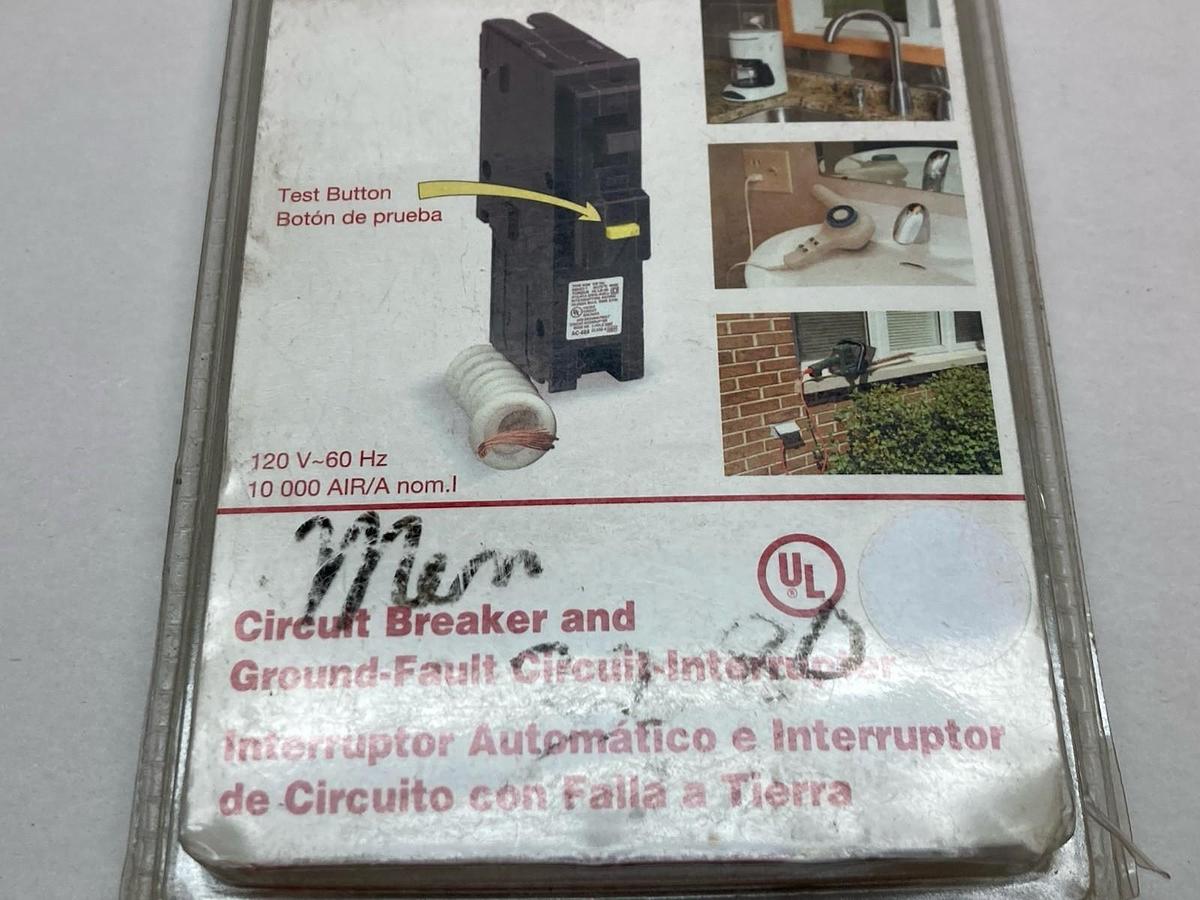 Test Button
Botón de prueba
120 V~60 Hz
10 000 AIR/A nom.I
UL
®
Circuit Breaker and
Ground-Fault Circuit-Interrupter
Interruptor Automático e Interruptor
de Circuito con Falla a Tierra